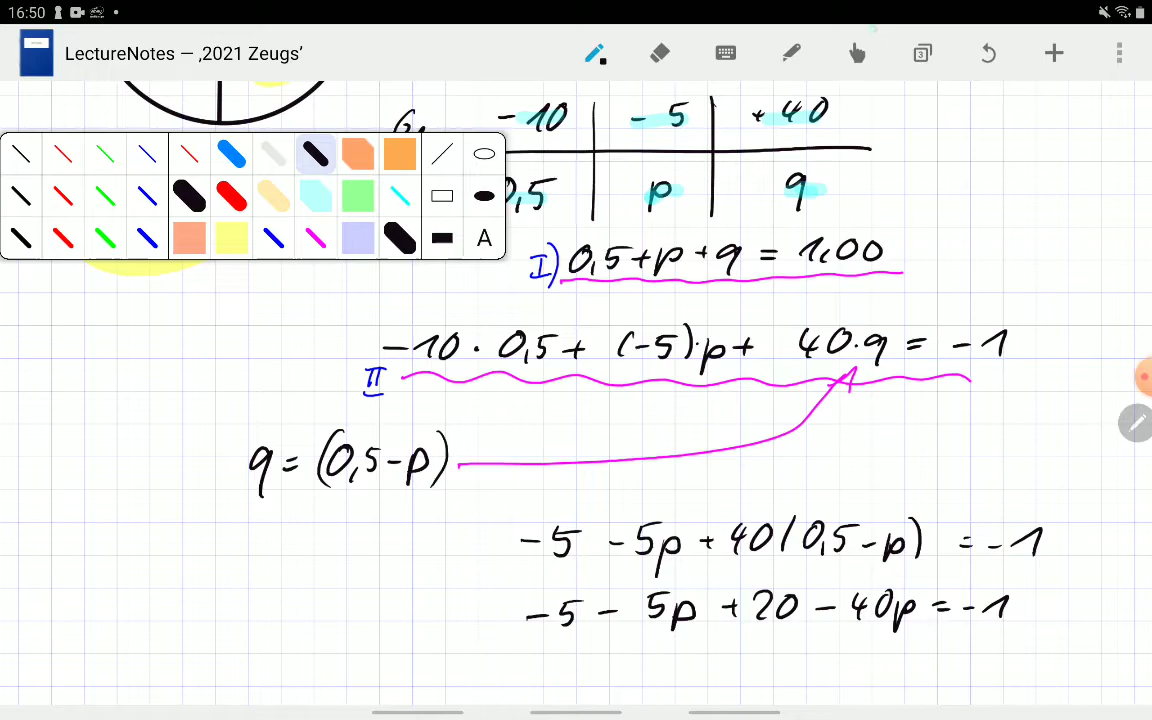 16:50
LectureNotes — ‚2021 Zeugs’
3
G -10 | -5 | +40
0,5 | p | q
A
I) 0,5+p+q = 1,00
-10 · 0,5 + (-5)·p + 40·q = -1
II
q = (0,5-p)
-5 -5p + 40(0,5-p) = -1
-5 - 5p + 20 - 40p = -1